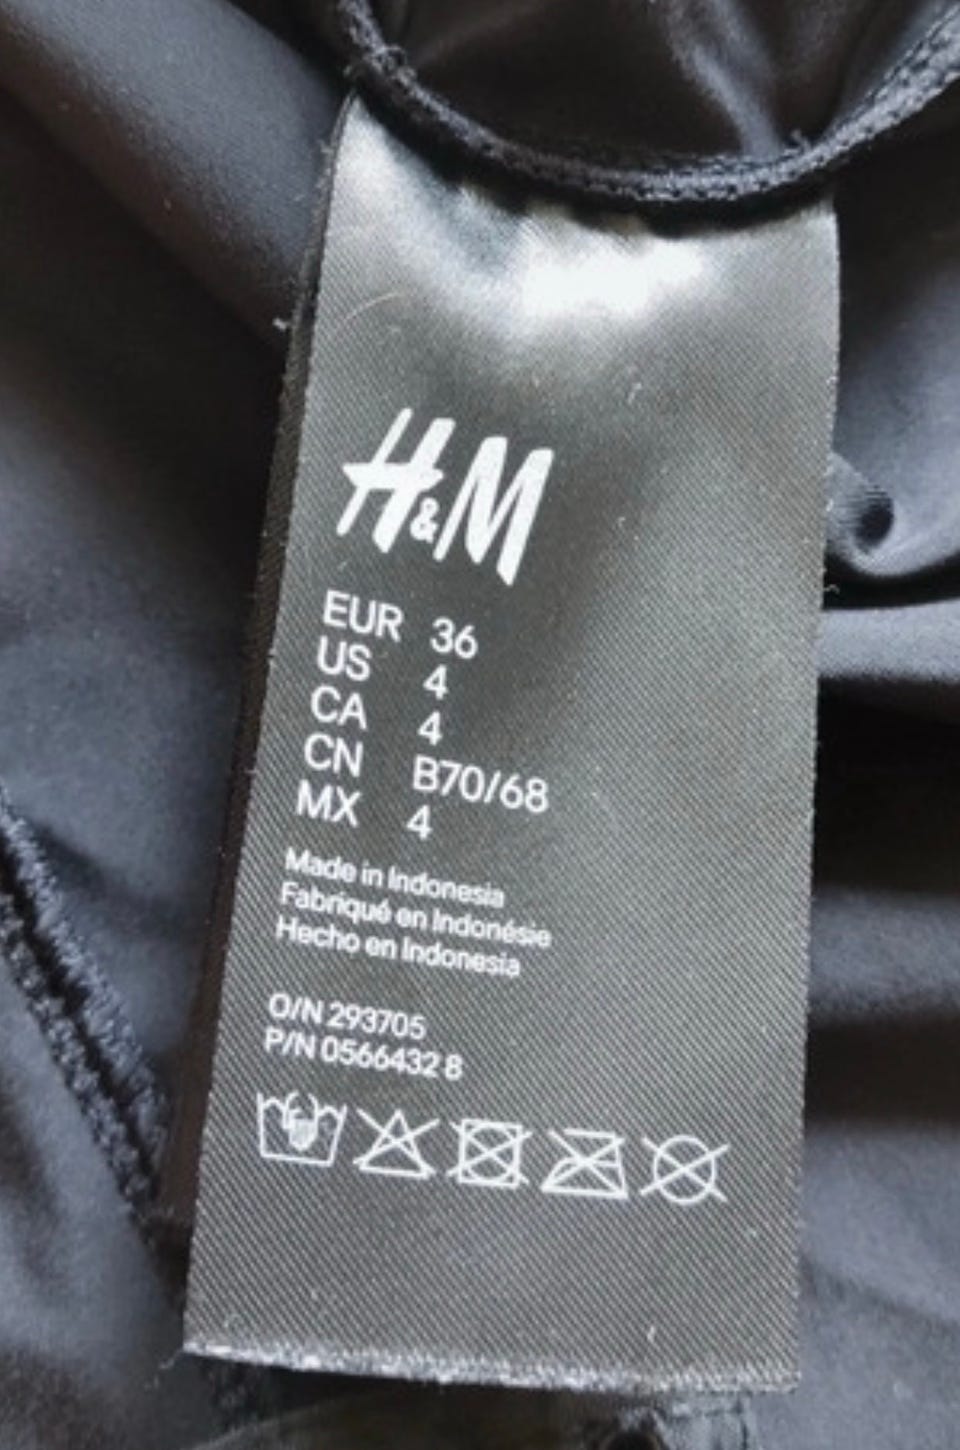 H&M
EUR 36
US 4
CA 4
CN B70/68
MX 4
Made in Indonesia
Fabriqué en Indonésie
Hecho en Indonesia
O/N 293705
P/N 0566432 8